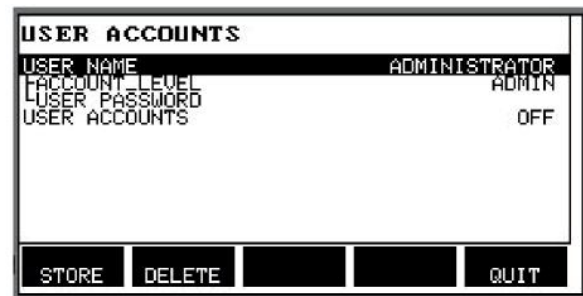 USER ACCOUNTS
USER NAME ADMINISTRATOR
ACCOUNT LEVEL ADMIN
USER PASSWORD
USER ACCOUNTS OFF
STORE DELETE QUIT